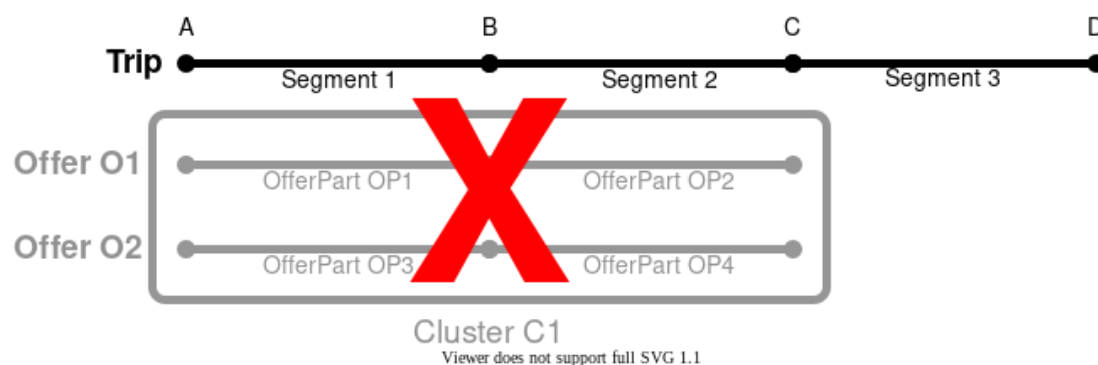 A B C D
Trip
Segment 1 Segment 2 Segment 3
Offer O1
OfferPart OP1 OfferPart OP2
Offer O2
OfferPart OP3 OfferPart OP4
Cluster C1
Viewer does not support full SVG 1.1